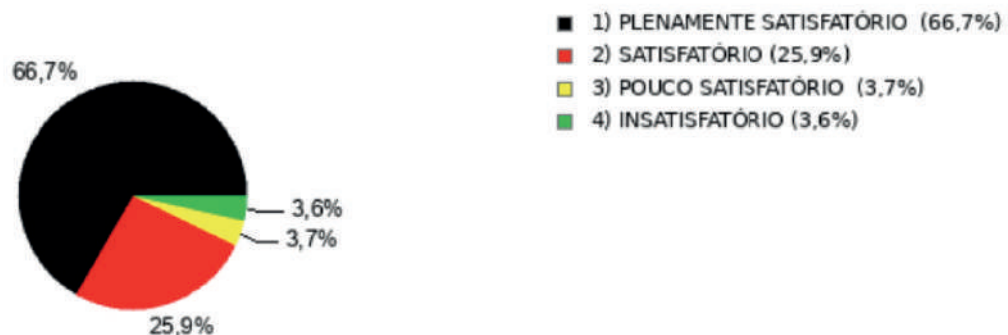 1) PLENAMENTE SATISFATÓRIO (66,7%)
2) SATISFATÓRIO (25,9%)
3) POUCO SATISFATÓRIO (3,7%)
4) INSATISFATÓRIO (3,6%)
66,7%
3,6%
3,7%
25,9%